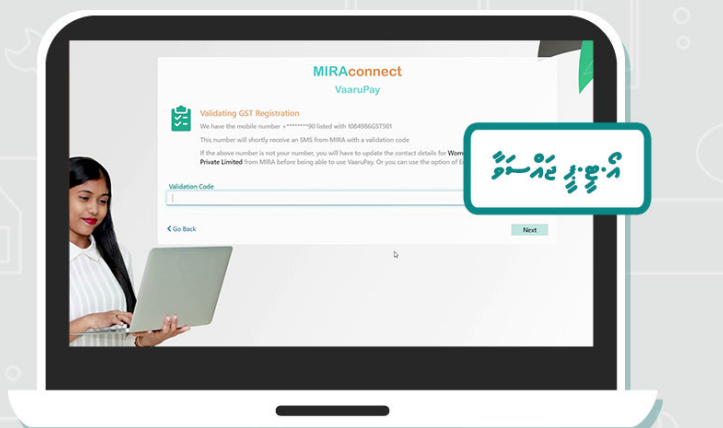 MIRAconnect
VaaruPay
Validating GST Registration
We have the mobile number +********90 listed with 1084986GST501
This number will shortly receive an SMS from MIRA with a validation code
If the above number is not your number, you will have to update the contact details for Wom
Private Limited from MIRA before being able to use VaaruPay. Or you can use the option of E
އޯ.ޓީ.ޕީ ޖައްސަވާ
Validation Code
Go Back
Next